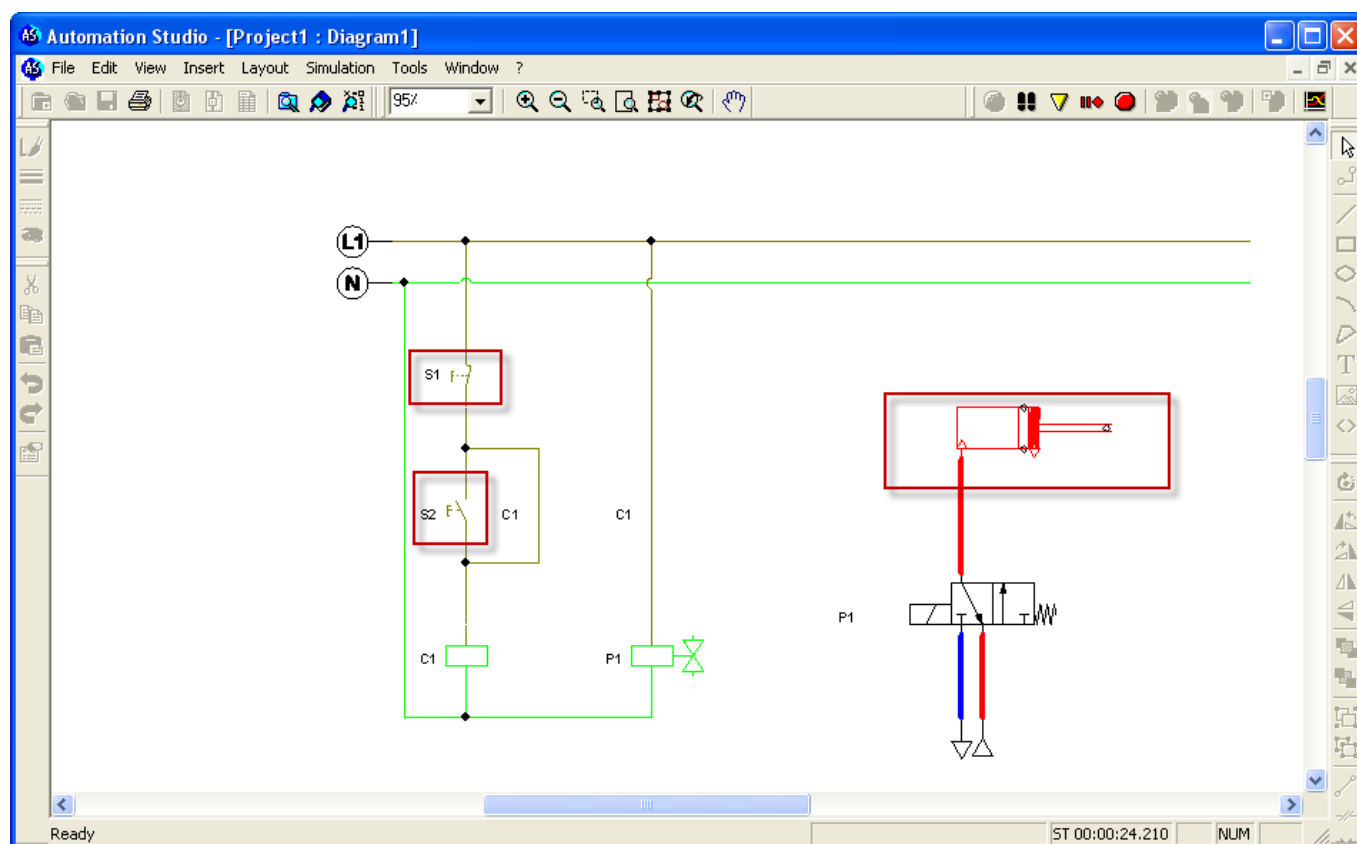 Automation Studio - [Project1 : Diagram1]
File Edit View Insert Layout Simulation Tools Window ?
95%
L1
N
S1
S2 C1 C1
P1
C1 P1
Ready ST 00:00:24.210 NUM